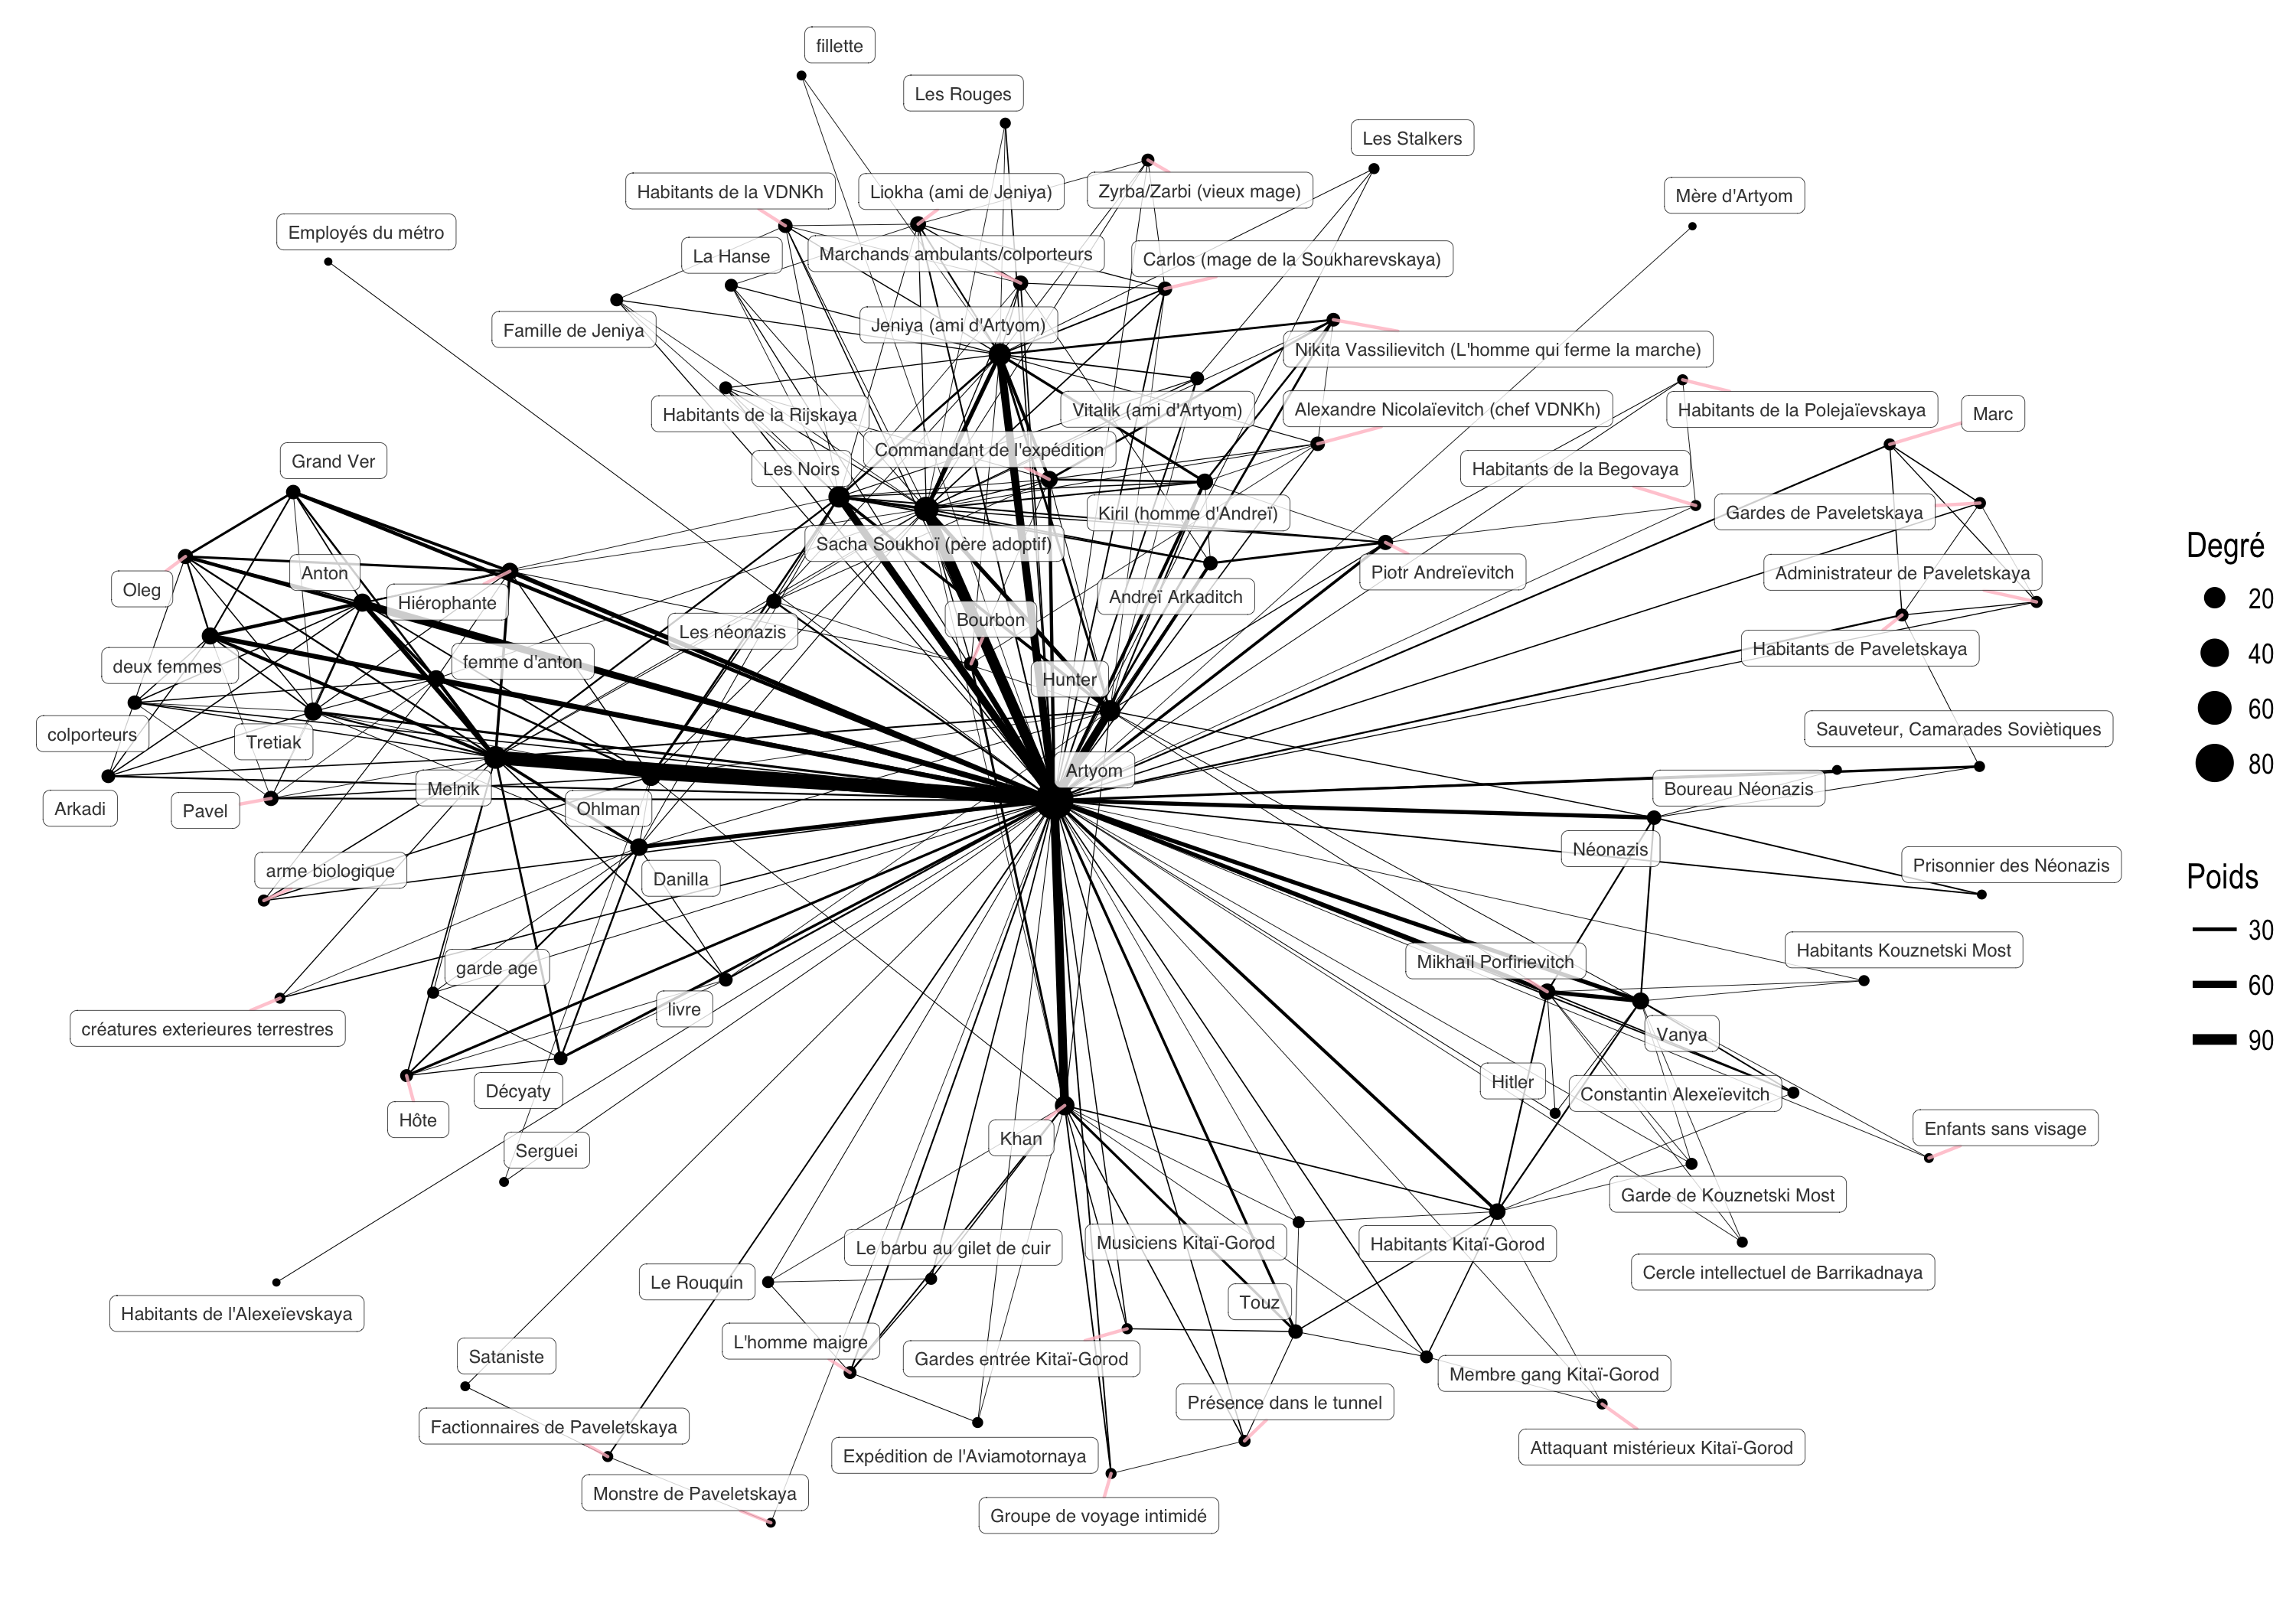 fillette
Les Rouges
Les Stalkers
Habitants de la VDNKh
Liokha (ami de Jeniya)
Zyrba/Zarbi (vieux mage)
Mère d'Artyom
Employés du métro
La Hanse
Marchands ambulants/colporteurs
Carlos (mage de la Soukharevskaya)
Famille de Jeniya
Jeniya (ami d'Artyom)
Nikita Vassilievitch (L'homme qui ferme la marche)
Habitants de la Rijskaya
Vitalik (ami d'Artyom)
Alexandre Nicolaïevitch (chef VDNKh)
Habitants de la Polejaïevskaya
Marc
Grand Ver
Les Noirs
Commandant de l'expédition
Habitants de la Begovaya
Gardes de Paveletskaya
Kiril (homme d'Andreï)
Sacha Soukhoï (père adoptif)
Oleg
Anton
Hiérophante
Piotr Andreïevitch
Administrateur de Paveletskaya
Andreï Arkaditch
Les néonazis
Bourbon
Habitants de Paveletskaya
deux femmes
femme d'anton
Hunter
colporteurs
Tretiak
Sauveteur, Camarades Soviètiques
Degré
20
40
60
80
Artyom
Arkadi
Pavel
Melnik
Ohlman
Boureau Néonazis
Néonazis
arme biologique
Danilla
Prisonnier des Néonazis
Poids
30
60
90
garde age
Mikhaïl Porfirievitch
Habitants Kouznetski Most
créatures exterieures terrestres
livre
Vanya
Hôte
Décyaty
Hitler
Constantin Alexeïevitch
Serguei
Khan
Enfants sans visage
Garde de Kouznetski Most
Le barbu au gilet de cuir
Musiciens Kitaï-Gorod
Habitants Kitaï-Gorod
Cercle intellectuel de Barrikadnaya
Habitants de l'Alexeïevskaya
Le Rouquin
Touz
Sataniste
L'homme maigre
Gardes entrée Kitaï-Gorod
Membre gang Kitaï-Gorod
Factionnaires de Paveletskaya
Présence dans le tunnel
Expédition de l'Aviamotornaya
Attaquant mistérieux Kitaï-Gorod
Monstre de Paveletskaya
Groupe de voyage intimidé